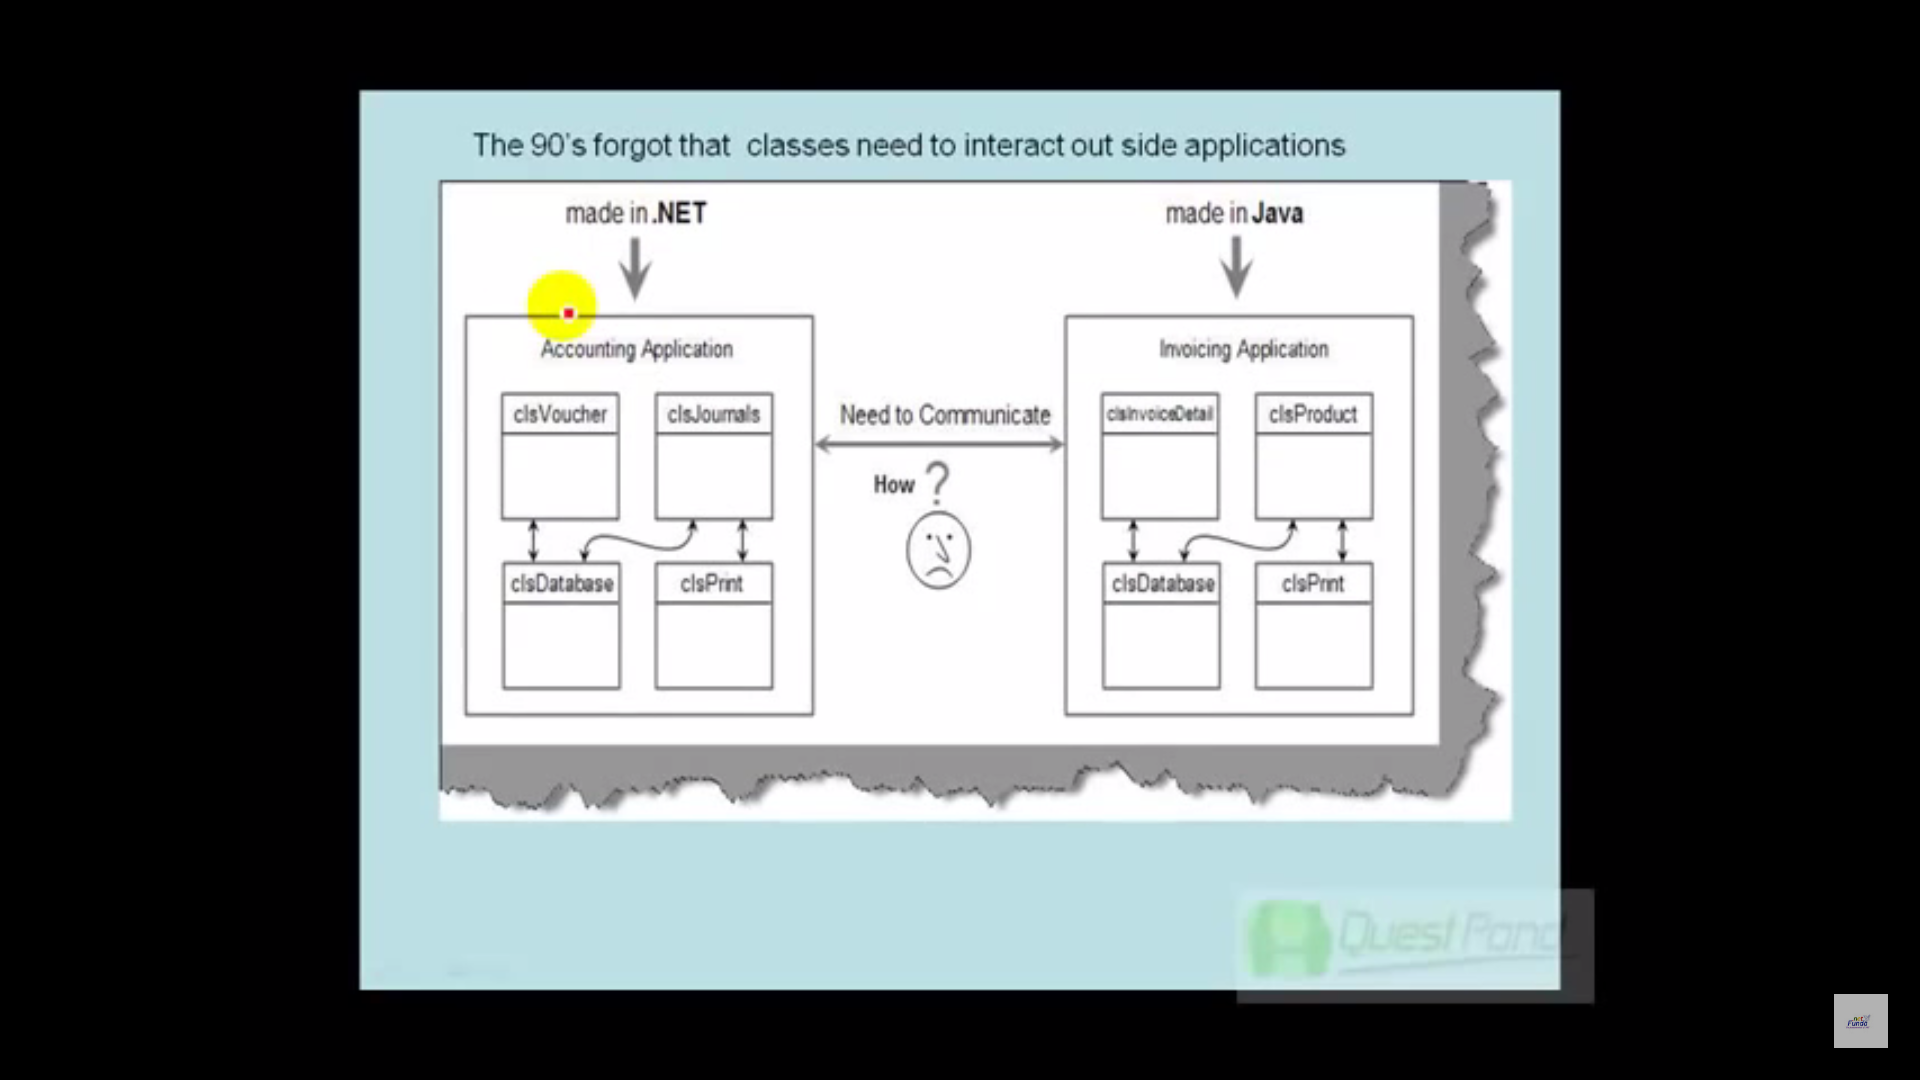 The 90's forgot that classes need to interact out side applications
made in .NET
made in Java
Accounting Application
Invoicing Application
clsVoucher
clsJournals
Need to Communicate
clsInvoiceDetail
clsProduct
How ?
clsDatabase
clsPrint
clsDatabase
clsPrint
Quest Pond